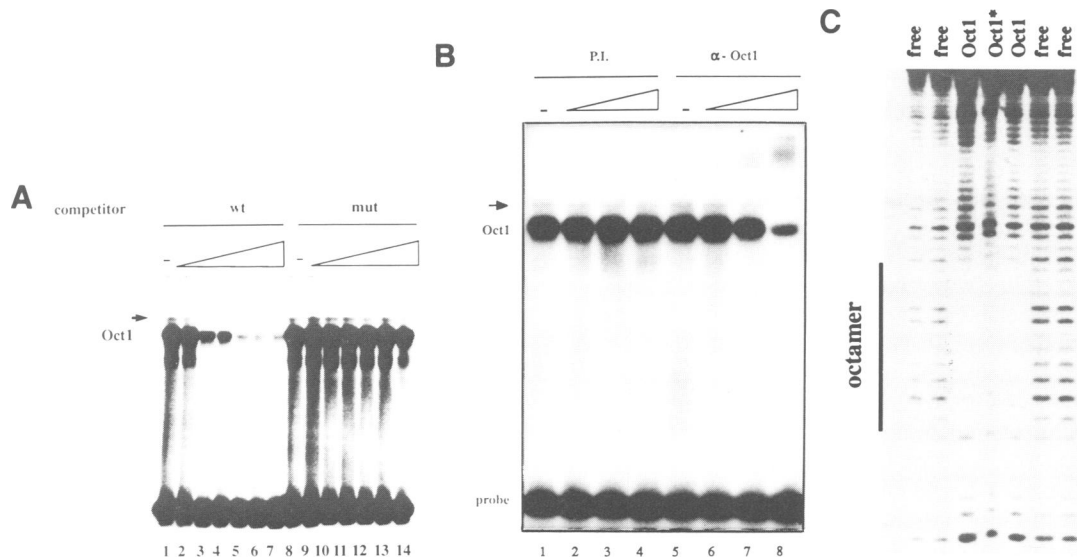 A
competitor
wt
mut
-
-
Oct1
1 2 3 4 5 6 7 8 9 10 11 12 13 14
B
P.I.
α - Oct1
-
-
Oct1
probe
1 2 3 4 5 6 7 8
C
free
free
Oct1
Oct1*
Oct1
free
free
octamer